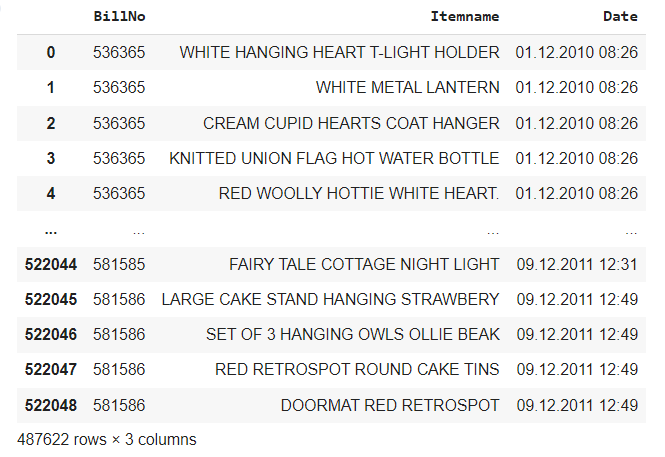 BillNo Itemname Date
0 536365 WHITE HANGING HEART T-LIGHT HOLDER 01.12.2010 08:26
1 536365 WHITE METAL LANTERN 01.12.2010 08:26
2 536365 CREAM CUPID HEARTS COAT HANGER 01.12.2010 08:26
3 536365 KNITTED UNION FLAG HOT WATER BOTTLE 01.12.2010 08:26
4 536365 RED WOOLLY HOTTIE WHITE HEART. 01.12.2010 08:26
... ... ... ...
522044 581585 FAIRY TALE COTTAGE NIGHT LIGHT 09.12.2011 12:31
522045 581586 LARGE CAKE STAND HANGING STRAWBERY 09.12.2011 12:49
522046 581586 SET OF 3 HANGING OWLS OLLIE BEAK 09.12.2011 12:49
522047 581586 RED RETROSPOT ROUND CAKE TINS 09.12.2011 12:49
522048 581586 DOORMAT RED RETROSPOT 09.12.2011 12:49
487622 rows × 3 columns